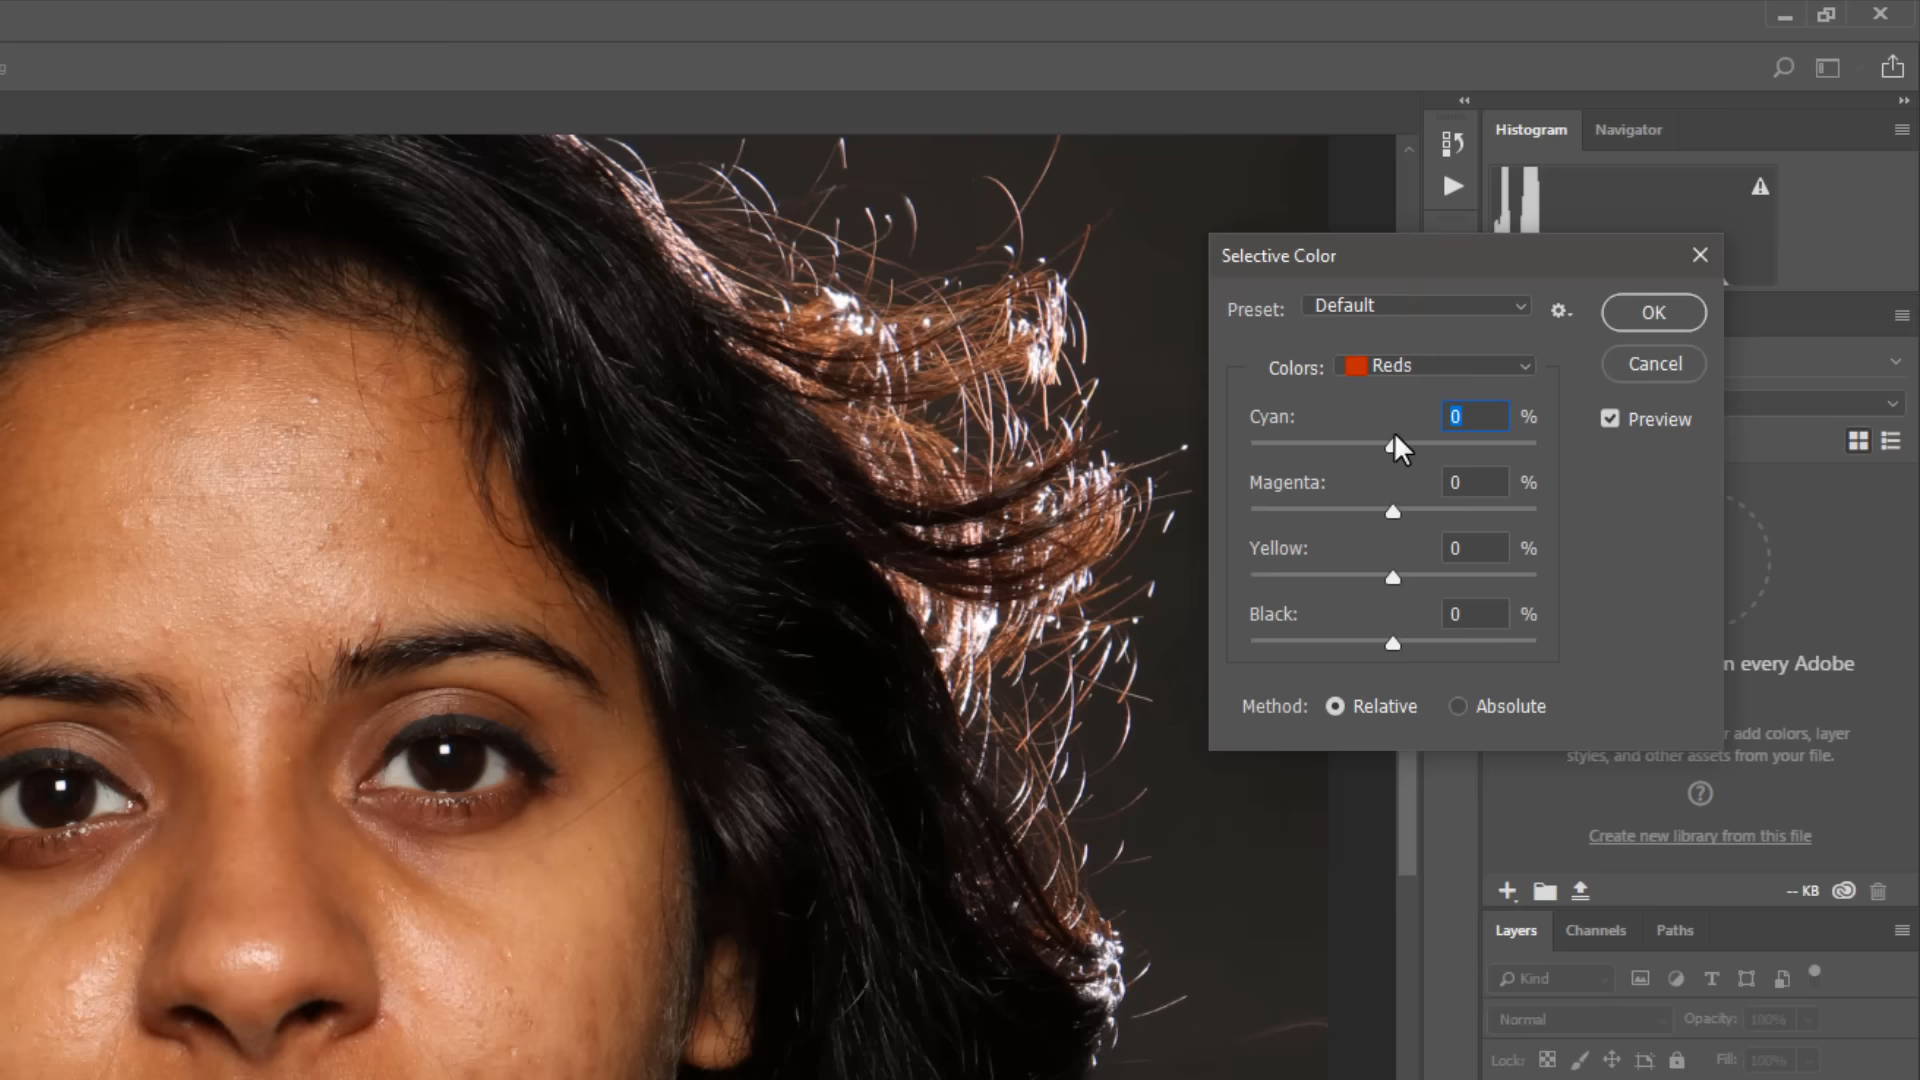 g
Histogram
Navigator
Selective Color
Preset: Default
OK
Colors: Reds
Cancel
Cyan: 0 %
Preview
Magenta: 0 %
Yellow: 0 %
Black: 0 %
Method: Relative Absolute
n every Adobe
r add colors, layer
styles, and other assets from your file.
?
Create new library from this file
-- KB
Layers Channels Paths
Kind
Normal Opacity: 100%
Lock: Fill: 100%